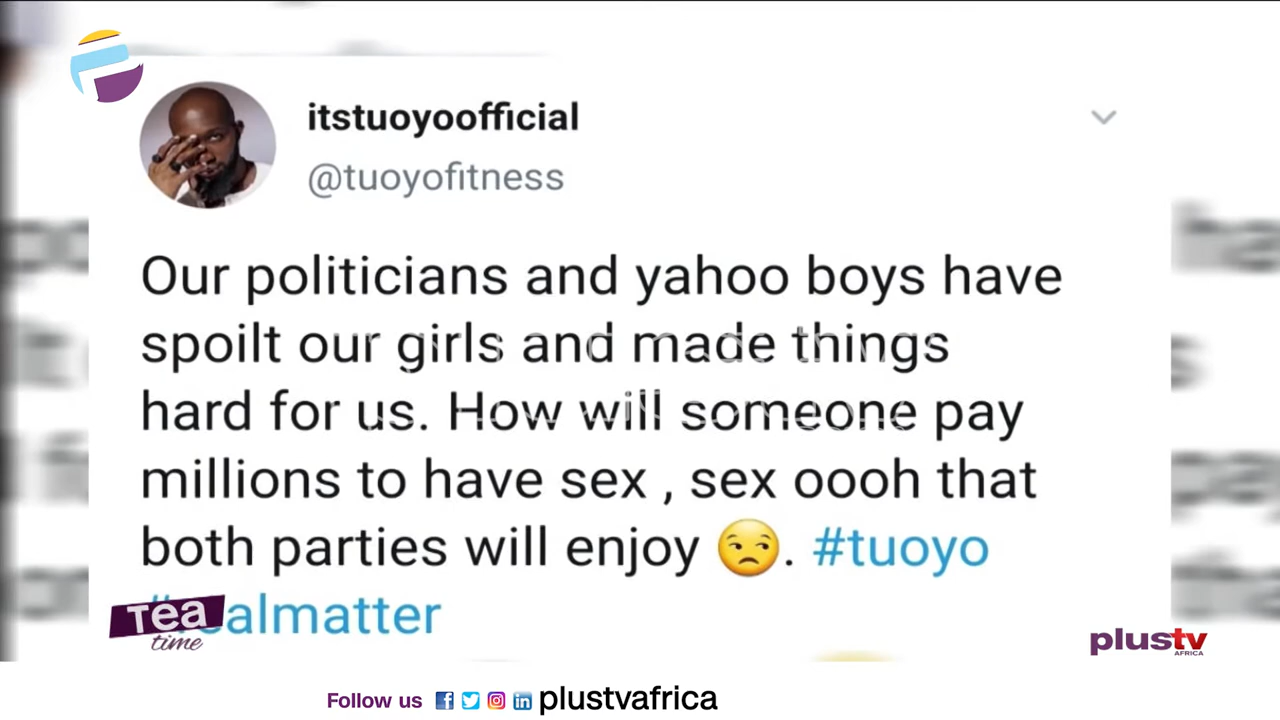 itstuoyoofficial
@tuoyofitness
Our politicians and yahoo boys have
spoilt our girls and made things
hard for us. How will someone pay
millions to have sex , sex oooh that
both parties will enjoy 😒. #tuoyo
almatter
Tea
time
plustv
AFRICA
Follow us plustvafrica